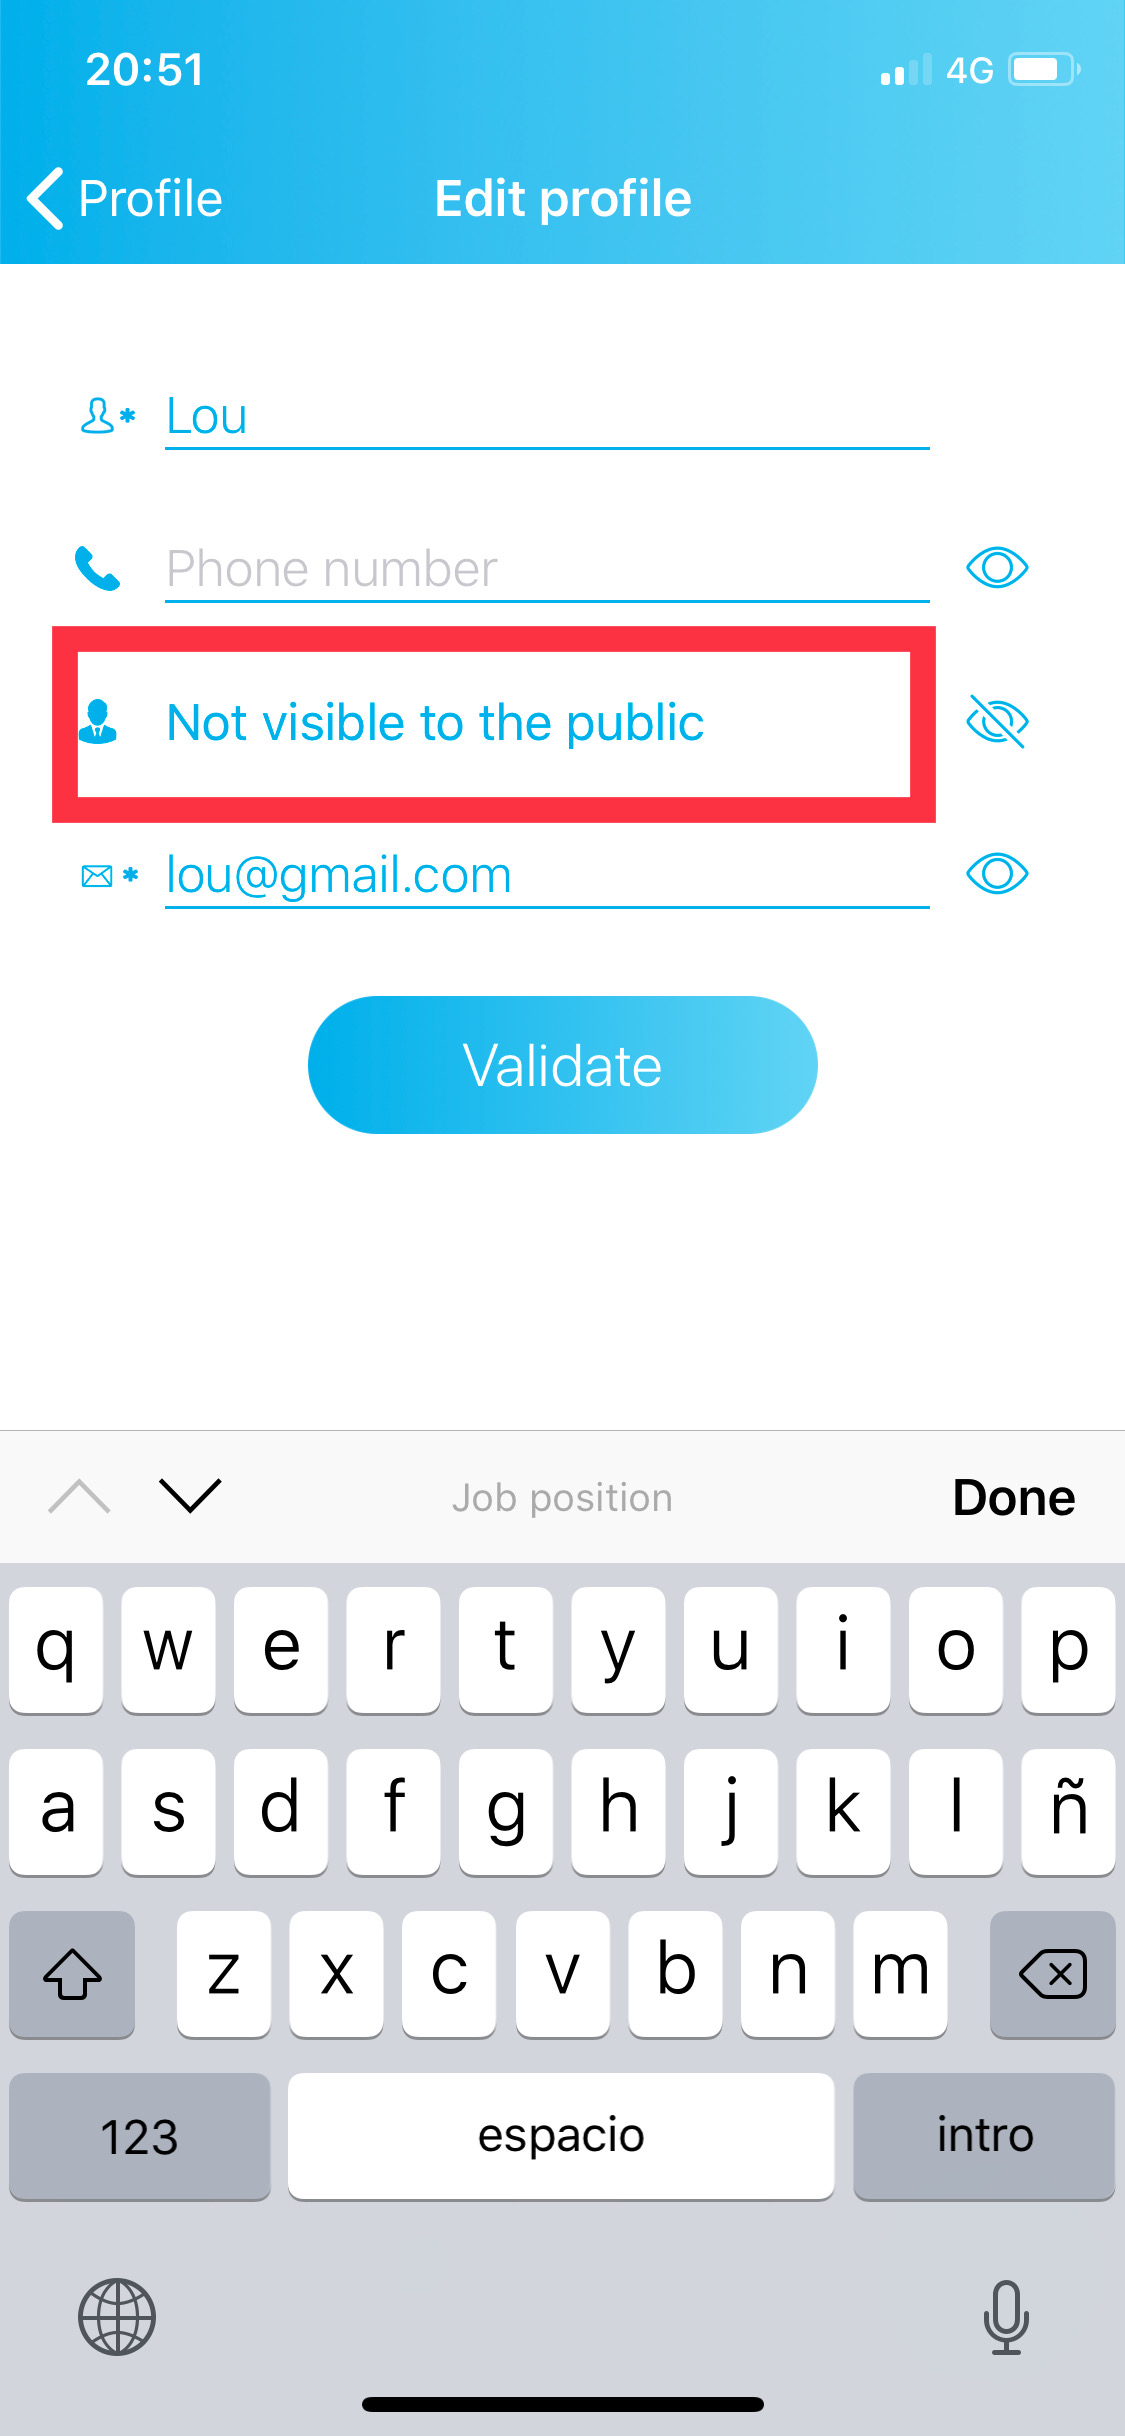 20:51 4G
Profile Edit profile
* Lou
Phone number
Not visible to the public
* lou@gmail.com
Validate
Job position Done
q w e r t y u i o p
a s d f g h j k l ñ
z x c v b n m
123 espacio intro